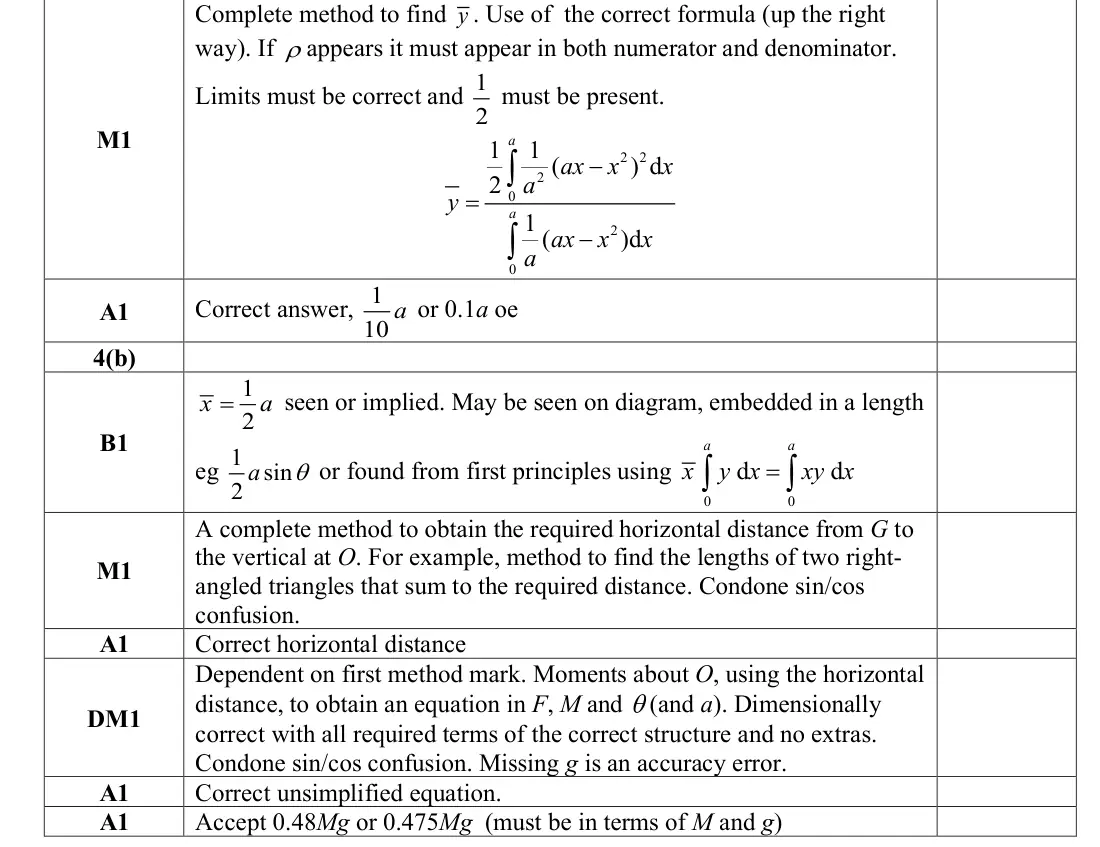 Complete method to find y̅. Use of the correct formula (up the right
way). If ρ appears it must appear in both numerator and denominator.
Limits must be correct and 1/2 must be present.
M1
y̅ = (1/2 ∫₀ᵃ 1/a² (ax − x²)² dx) / (∫₀ᵃ 1/a (ax − x²)dx)
A1 Correct answer, 1/10 a or 0.1a oe
4(b)
x̅ = 1/2 a seen or implied. May be seen on diagram, embedded in a length
B1
eg 1/2 a sin θ or found from first principles using x̅ ∫₀ᵃ y dx = ∫₀ᵃ xy dx
A complete method to obtain the required horizontal distance from G to
the vertical at O. For example, method to find the lengths of two right-
M1
angled triangles that sum to the required distance. Condone sin/cos
confusion.
A1 Correct horizontal distance
Dependent on first method mark. Moments about O, using the horizontal
distance, to obtain an equation in F, M and θ (and a). Dimensionally
DM1
correct with all required terms of the correct structure and no extras.
Condone sin/cos confusion. Missing g is an accuracy error.
A1 Correct unsimplified equation.
A1 Accept 0.48Mg or 0.475Mg (must be in terms of M and g)